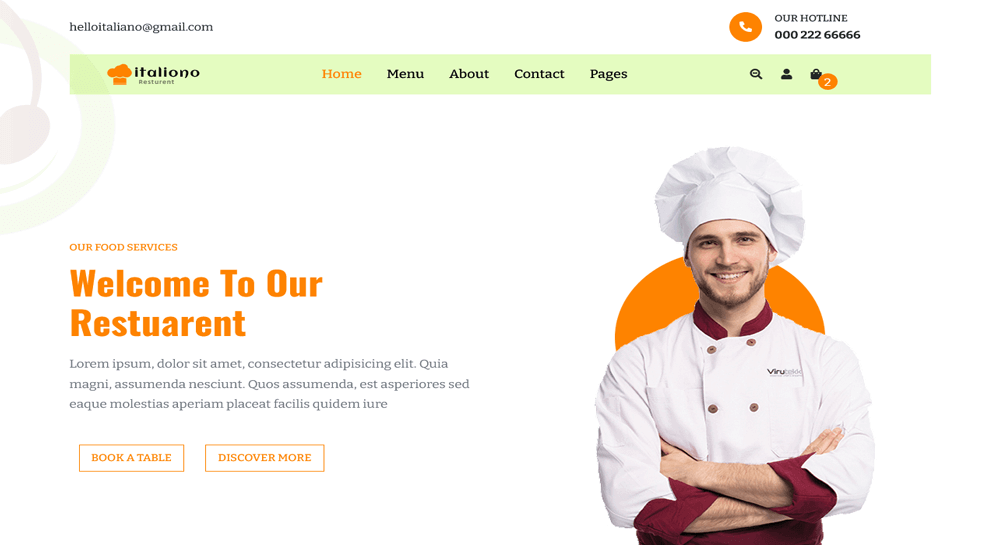 helloitaliano@gmail.com
OUR HOTLINE
000 222 66666
italiono
Resturent
Home Menu About Contact Pages
2
OUR FOOD SERVICES
Welcome To Our
Restuarent
Lorem ipsum, dolor sit amet, consectetur adipisicing elit. Quia
magni, assumenda nesciunt. Quos assumenda, est asperiores sed
eaque molestias aperiam placeat facilis quidem iure
BOOK A TABLE DISCOVER MORE
Virutekk